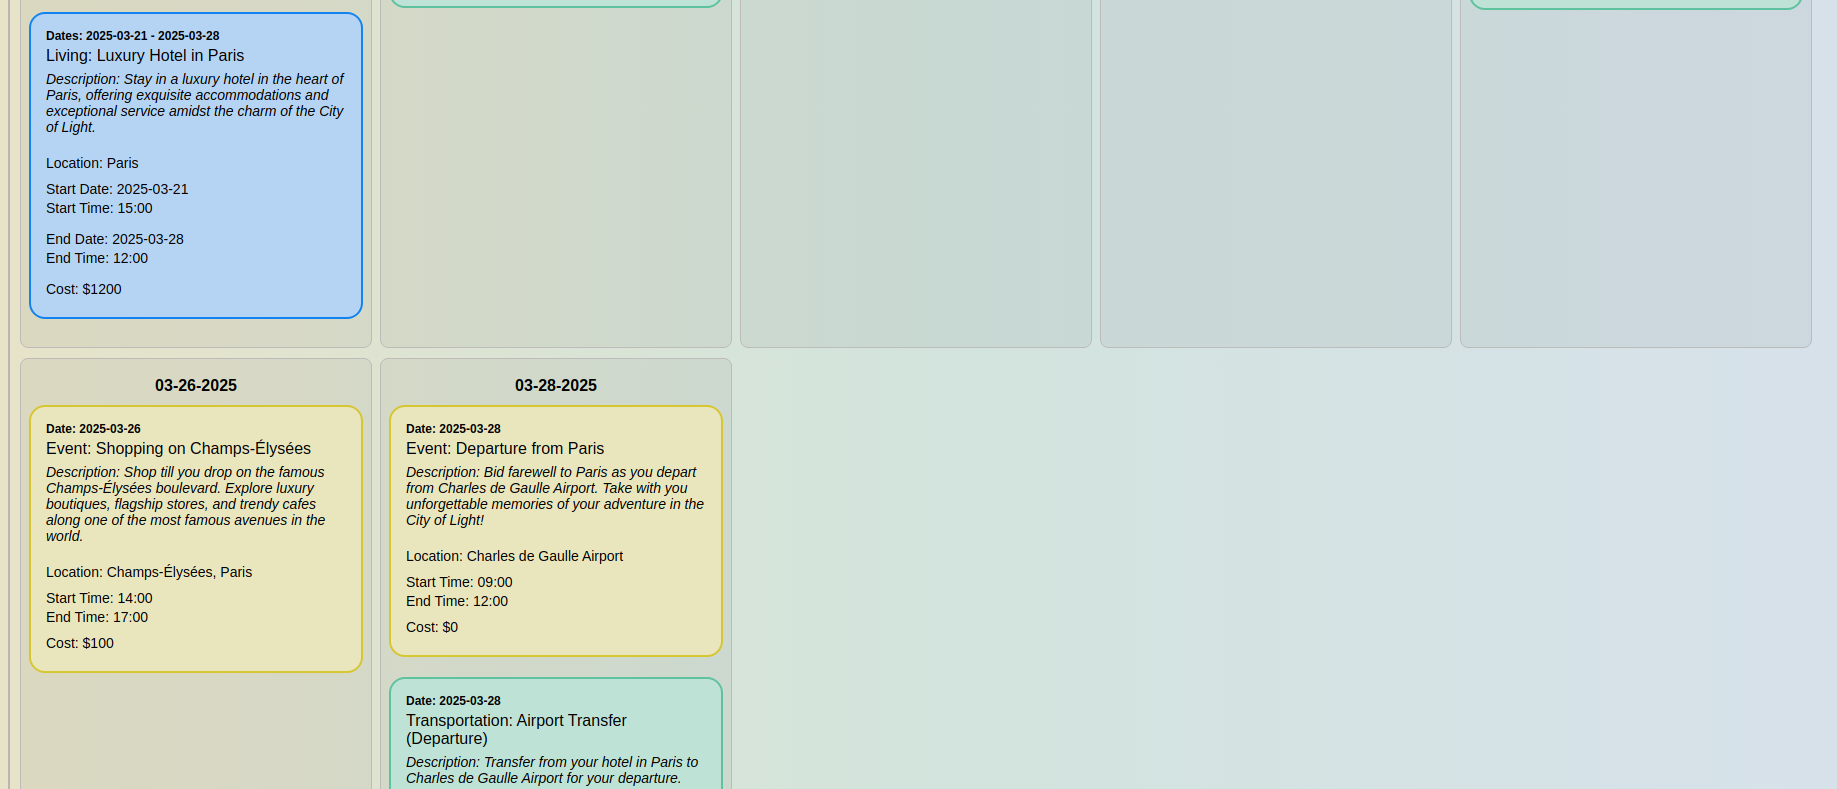 Dates: 2025-03-21 - 2025-03-28
Living: Luxury Hotel in Paris
Description: Stay in a luxury hotel in the heart of
Paris, offering exquisite accommodations and
exceptional service amidst the charm of the City
of Light.
Location: Paris
Start Date: 2025-03-21
Start Time: 15:00
End Date: 2025-03-28
End Time: 12:00
Cost: $1200
03-26-2025
Date: 2025-03-26
Event: Shopping on Champs-Élysées
Description: Shop till you drop on the famous
Champs-Élysées boulevard. Explore luxury
boutiques, flagship stores, and trendy cafes
along one of the most famous avenues in the
world.
Location: Champs-Élysées, Paris
Start Time: 14:00
End Time: 17:00
Cost: $100
03-28-2025
Date: 2025-03-28
Event: Departure from Paris
Description: Bid farewell to Paris as you depart
from Charles de Gaulle Airport. Take with you
unforgettable memories of your adventure in the
City of Light!
Location: Charles de Gaulle Airport
Start Time: 09:00
End Time: 12:00
Cost: $0
Date: 2025-03-28
Transportation: Airport Transfer
(Departure)
Description: Transfer from your hotel in Paris to
Charles de Gaulle Airport for your departure.